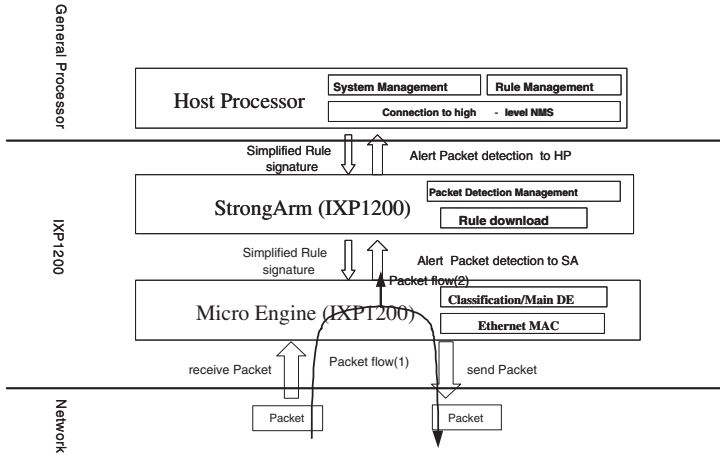 General Processor
Host Processor
System Management
Rule Management
Connection to high - level NMS
Simplified Rule
signature
Alert Packet detection to HP
IXP1200
StrongArm (IXP1200)
Packet Detection Management
Rule download
Simplified Rule
signature
Alert Packet detection to SA
Packet flow(2)
Micro Engine (IXP1200)
Classification/Main DE
Ethernet MAC
receive Packet
Packet flow(1)
send Packet
Network
Packet
Packet